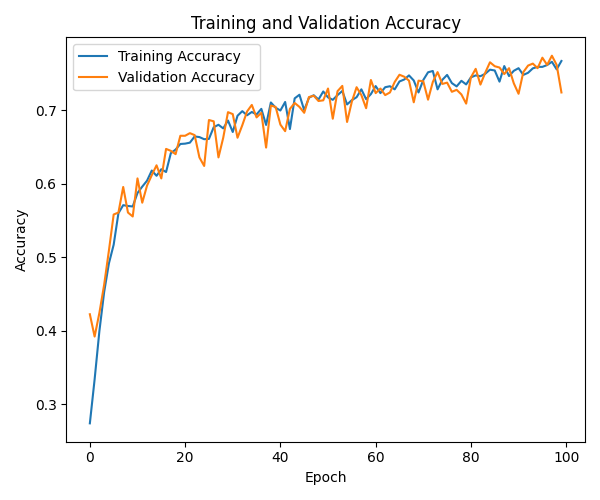 Training and Validation Accuracy
Training Accuracy
Validation Accuracy
0.7
0.6
0.5
0.4
0.3
Accuracy
0 20 40 60 80 100
Epoch